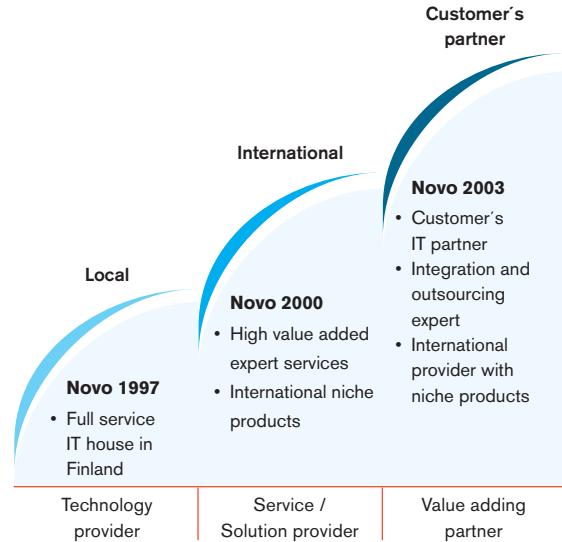 Customer´s
partner
International
Novo 2003
• Customer´s
IT partner
• Integration and
outsourcing
expert
• International
provider with
niche products
Local
Novo 2000
• High value added
expert services
• International niche
products
Novo 1997
• Full service
IT house in
Finland
Technology
provider
Service /
Solution provider
Value adding
partner